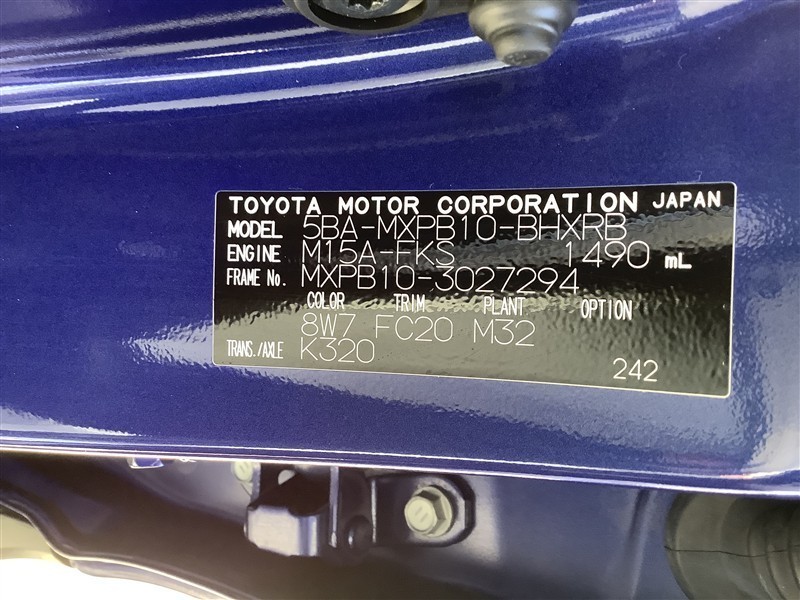 TOYOTA MOTOR CORPORATION JAPAN
MODEL 5BA-MXPB10-BHXRB
ENGINE M15A-FKS 1490 mL
FRAME No. MXPB10-3027294
COLOR TRIM PLANT OPTION
8W7 FC20 M32
TRANS./AXLE K320
242